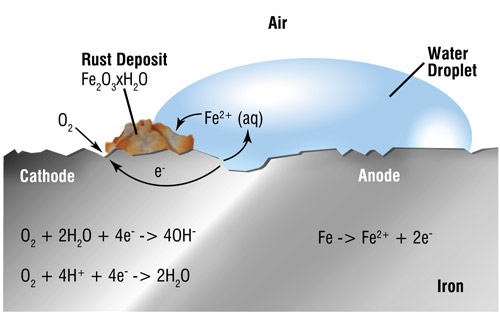 Air
Water
Droplet
Rust Deposit
Fe₂O₃xH₂O
O₂
Fe²⁺ (aq)
e⁻
Cathode
Anode
O₂ + 2H₂O + 4e⁻ -> 4OH⁻
Fe -> Fe²⁺ + 2e⁻
O₂ + 4H⁺ + 4e⁻ -> 2H₂O
Iron